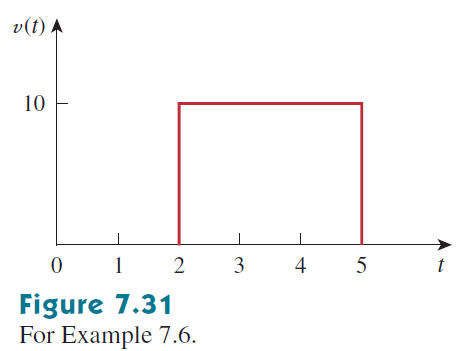 v(t)
10
0 1 2 3 4 5 t
Figure 7.31
For Example 7.6.